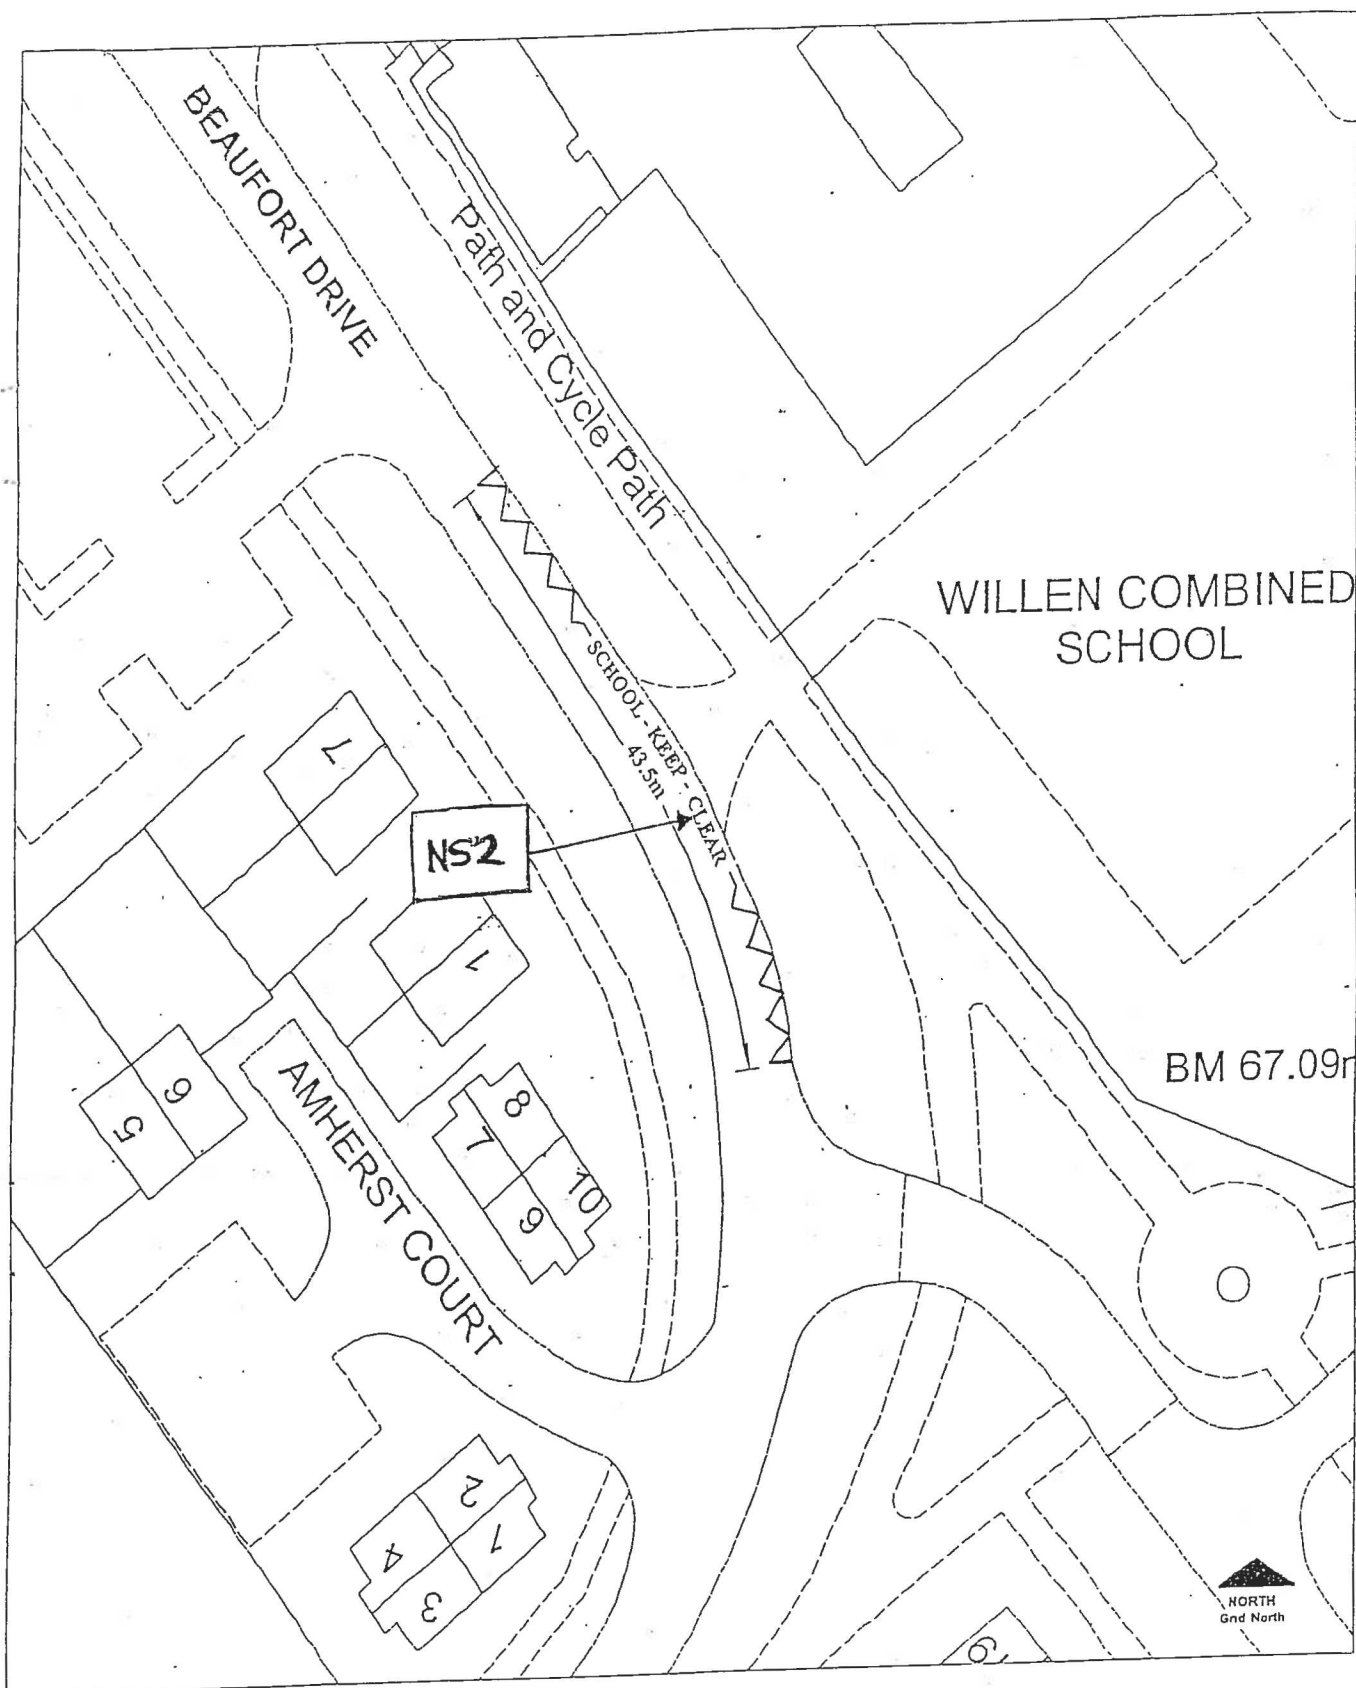 BEAUFORT DRIVE
Path and Cycle Path
WILLEN COMBINED
SCHOOL
SCHOOL - KEEP - CLEAR
43.5m
NS2
7
1
6
5
AMHERST COURT
8
7
10
9
BM 67.09m
2
1
4
3
NORTH
Grid North